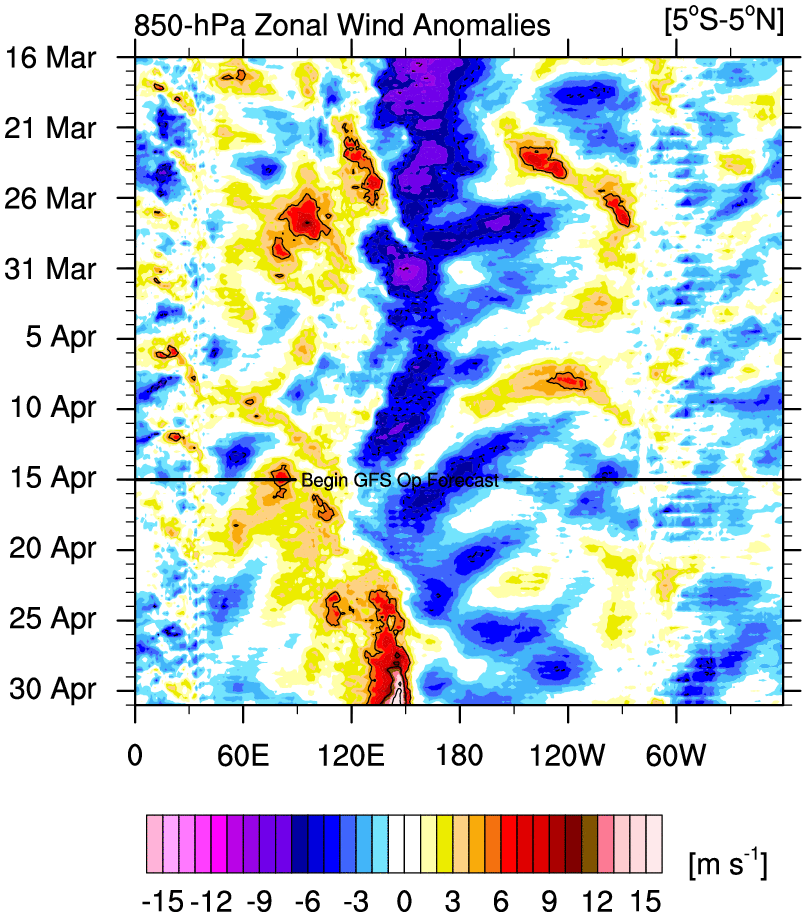 850-hPa Zonal Wind Anomalies [5°S-5°N]
16 Mar
21 Mar
26 Mar
31 Mar
5 Apr
10 Apr
15 Apr
Begin GFS Op Forecast
20 Apr
25 Apr
30 Apr
0 60E 120E 180 120W 60W
-15 -12 -9 -6 -3 0 3 6 9 12 15 [m s⁻¹]